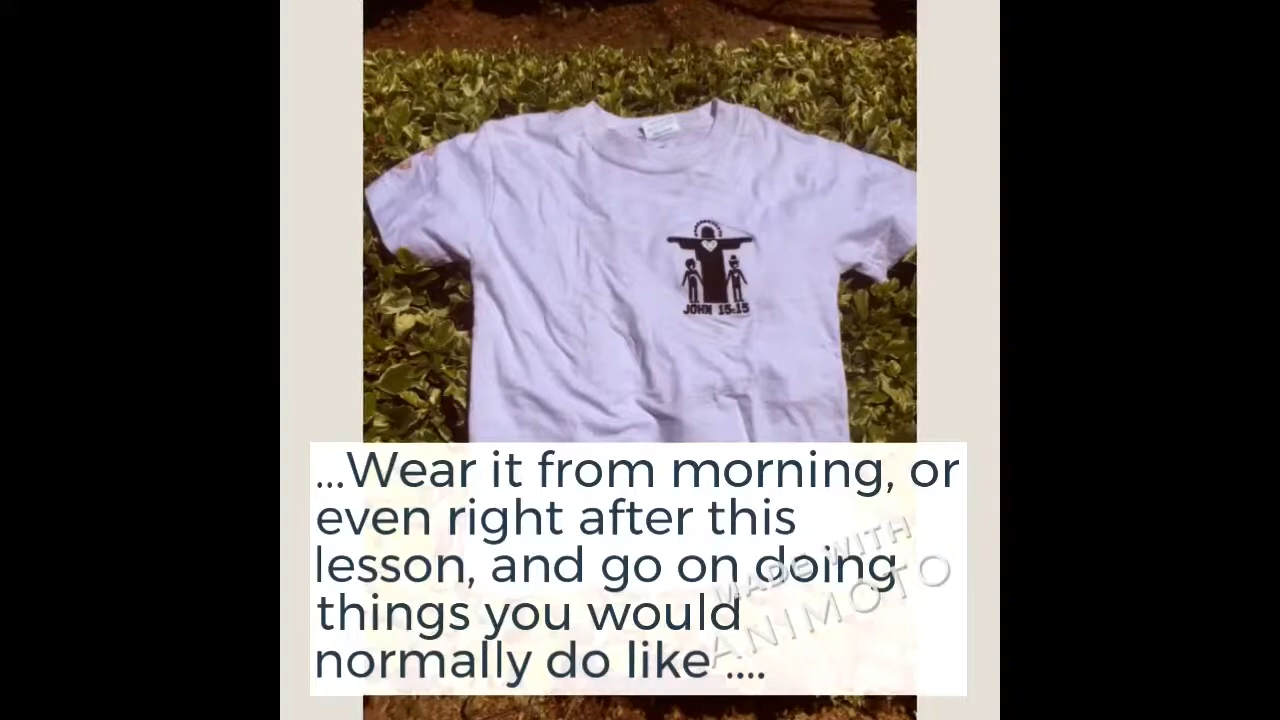 JOHN 15:15
...Wear it from morning, or
even right after this
lesson, and go on doing
things you would
normally do like ....
MADE WITH
ANIMOTO